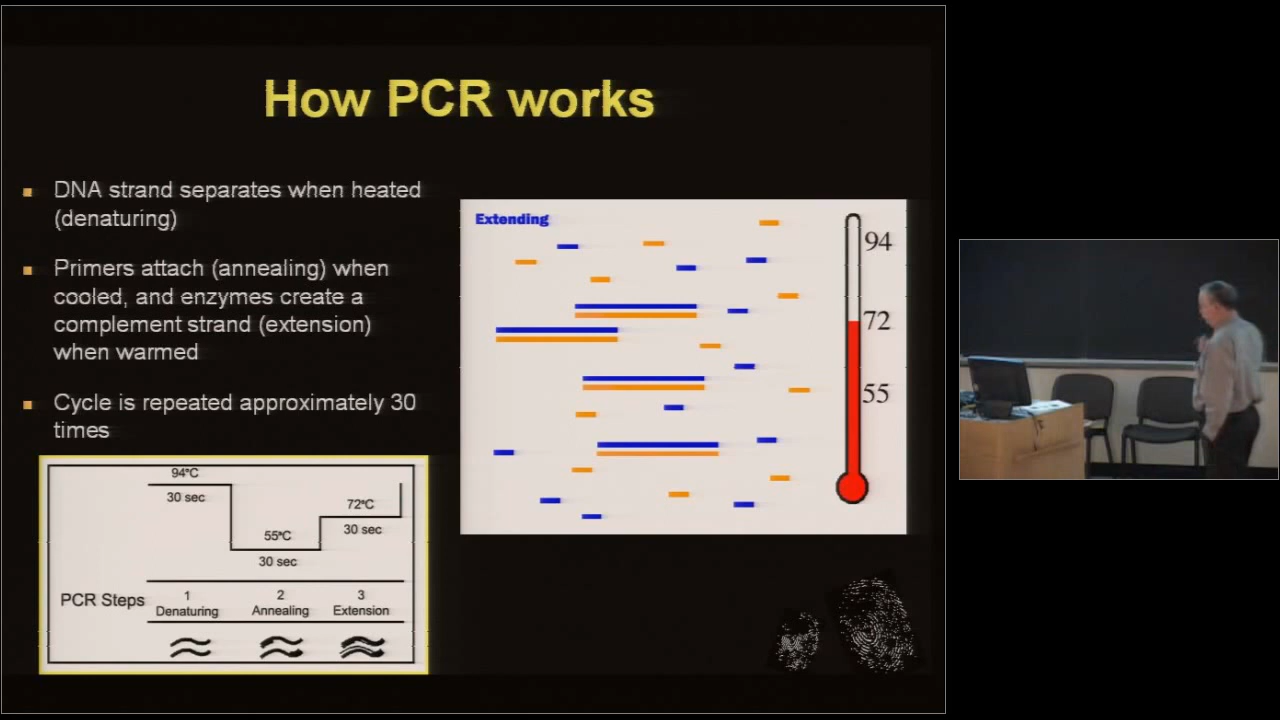 How PCR works
DNA strand separates when heated
(denaturing)
Primers attach (annealing) when
cooled, and enzymes create a
complement strand (extension)
when warmed
Cycle is repeated approximately 30
times
Extending
94
72
55
94°C
30 sec
72°C
30 sec
55°C
30 sec
PCR Steps
1
2
3
Denaturing
Annealing
Extension